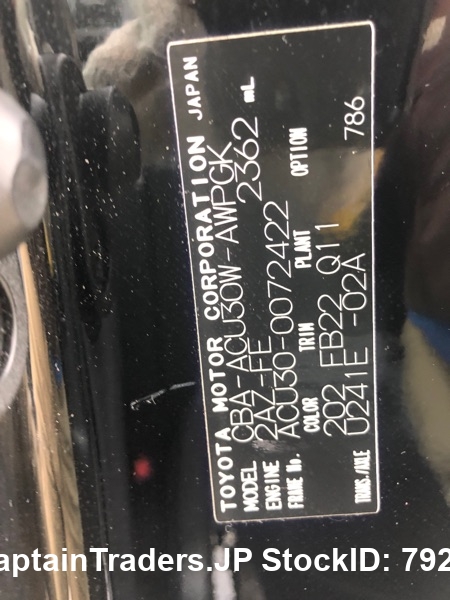 TOYOTA MOTOR CORPORATION JAPAN
MODEL CBA-ACU30W-AWPGK
ENGINE 2AZ-FE 2362 mL
FRAME No. ACU30-0072422
COLOR TRIM PLANT OPTION
202 FB22 Q11
TRANS./AXLE U241E -02A 786
aptainTraders.JP StockID: 792